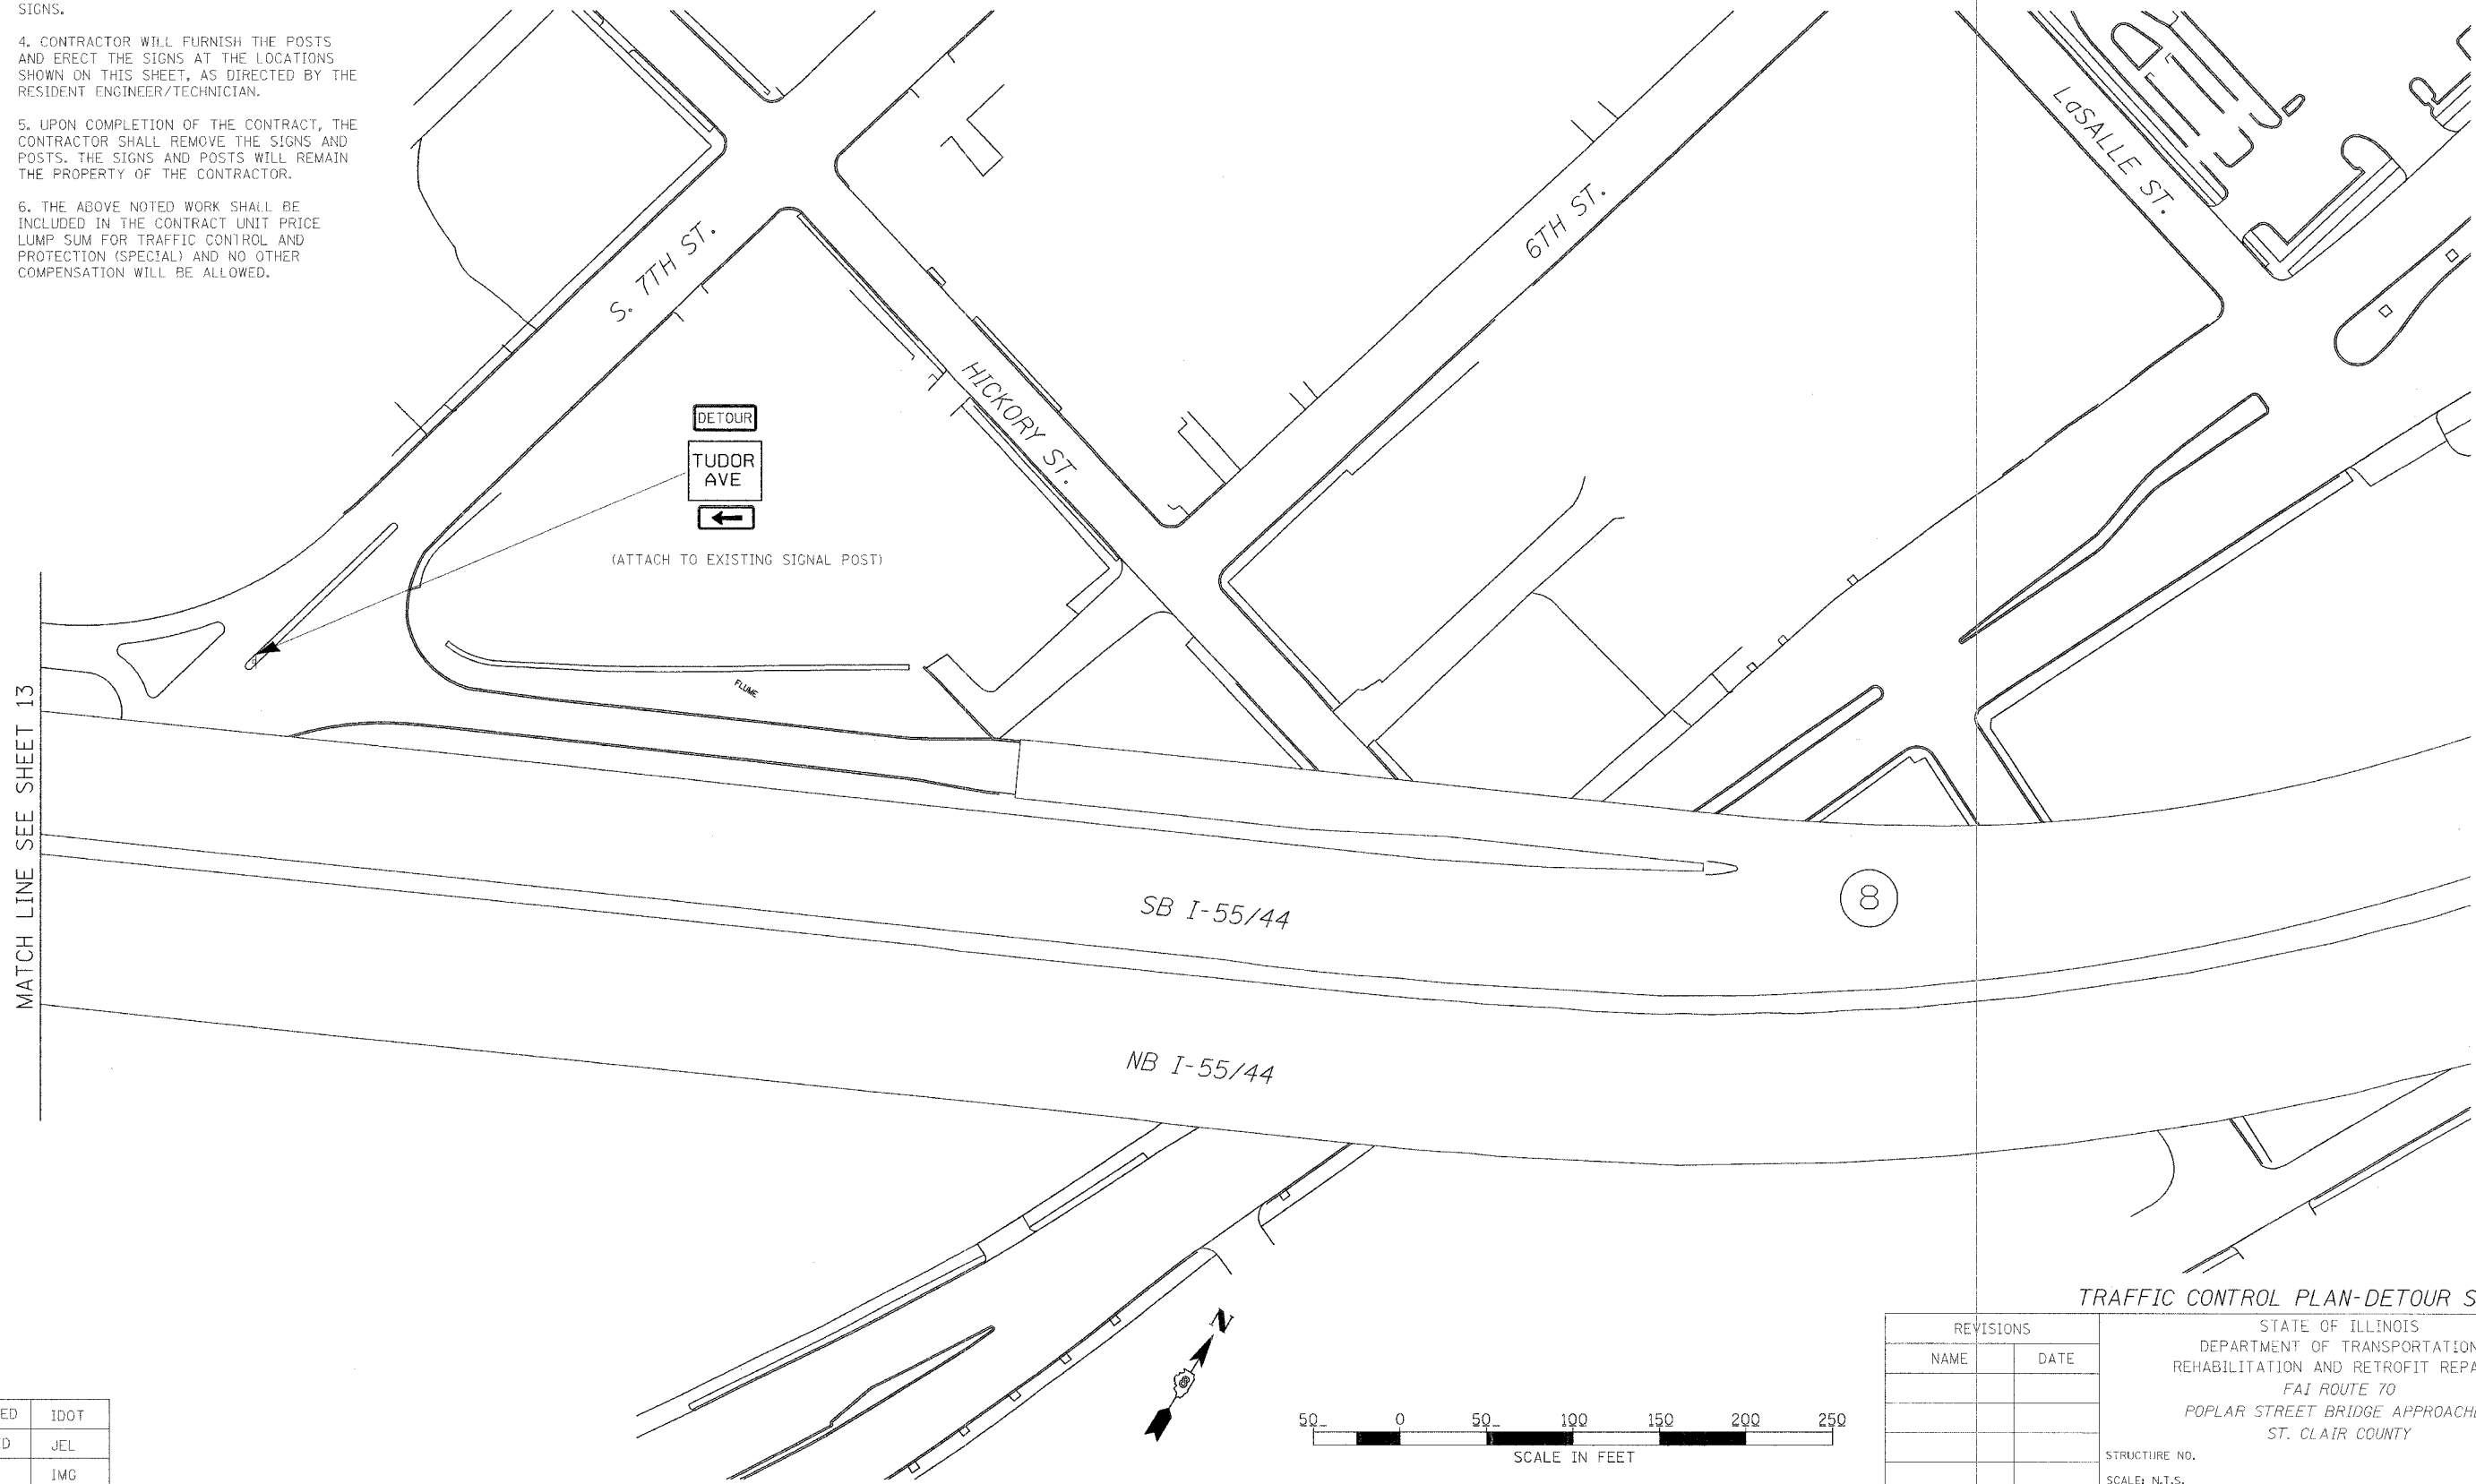 SIGNS.
4. CONTRACTOR WILL FURNISH THE POSTS
AND ERECT THE SIGNS AT THE LOCATIONS
SHOWN ON THIS SHEET, AS DIRECTED BY THE
RESIDENT ENGINEER/TECHNICIAN.
5. UPON COMPLETION OF THE CONTRACT, THE
CONTRACTOR SHALL REMOVE THE SIGNS AND
POSTS. THE SIGNS AND POSTS WILL REMAIN
THE PROPERTY OF THE CONTRACTOR.
6. THE ABOVE NOTED WORK SHALL BE
INCLUDED IN THE CONTRACT UNIT PRICE
LUMP SUM FOR TRAFFIC CONTROL AND
PROTECTION (SPECIAL) AND NO OTHER
COMPENSATION WILL BE ALLOWED.
S. 7TH ST.
HICKORY ST.
6TH ST.
LaSALLE ST.
DETOUR
TUDOR
AVE
(ATTACH TO EXISTING SIGNAL POST)
FLUME
MATCH LINE SEE SHEET 13
SB I-55/44
8
NB I-55/44
N
50 0 50 100 150 200 250
SCALE IN FEET
TRAFFIC CONTROL PLAN-DETOUR S
REVISIONS
NAME DATE
STATE OF ILLINOIS
DEPARTMENT OF TRANSPORTATION
REHABILITATION AND RETROFIT REPA
FAI ROUTE 70
POPLAR STREET BRIDGE APPROACHE
ST. CLAIR COUNTY
STRUCTURE NO.
SCALE: N.T.S.
ED IDOT
D JEL
IMG